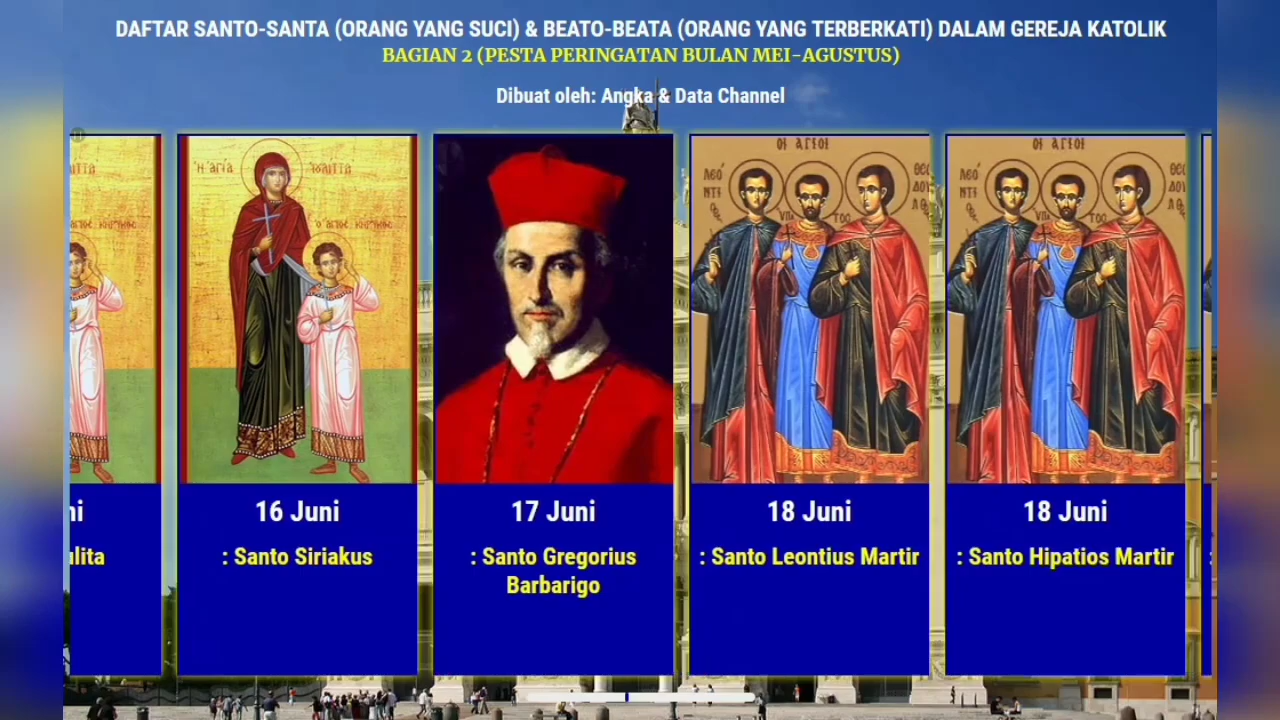 DAFTAR SANTO-SANTA (ORANG YANG SUCI) & BEATO-BEATA (ORANG YANG TERBERKATI) DALAM GEREJA KATOLIK
BAGIAN 2 (PESTA PERINGATAN BULAN MEI-AGUSTUS)
Dibuat oleh: Angka & Data Channel
16 Juni
: Santo Siriakus
17 Juni
: Santo Gregorius
Barbarigo
18 Juni
: Santo Leontius Martir
18 Juni
: Santo Hipatios Martir